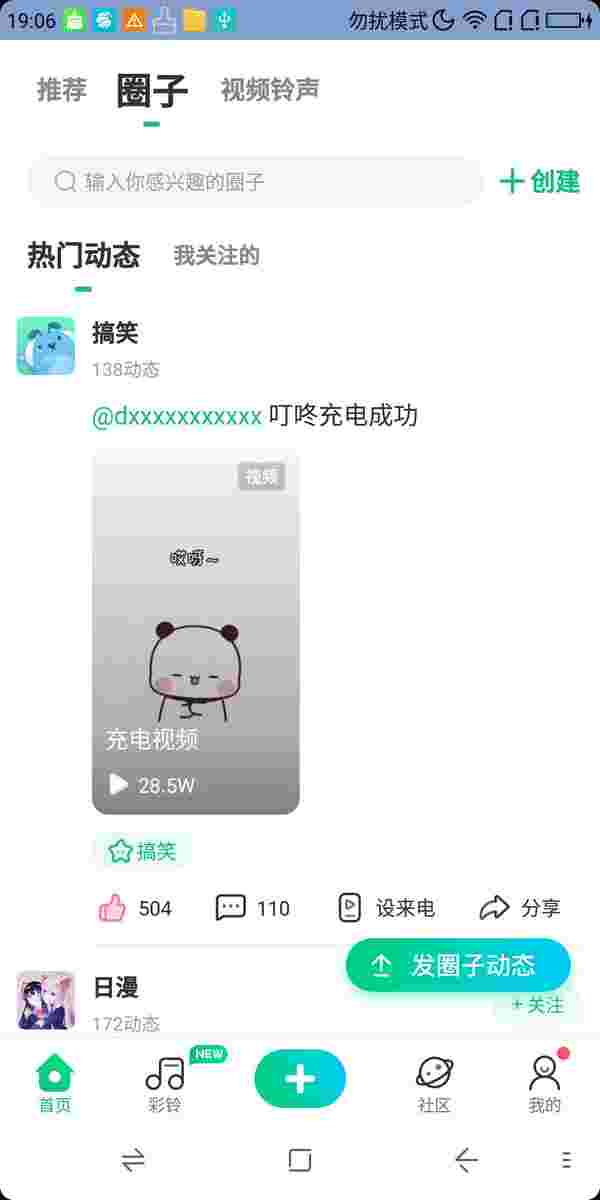 19:06 勿扰模式
推荐 圈子 视频铃声
输入你感兴趣的圈子 创建
热门动态 我关注的
搞笑
138动态
@dxxxxxxxxxxx 叮咚充电成功
视频
哎呀~
充电视频
28.5W
搞笑
504 110 设来电 分享
发圈子动态
日漫
+ 关注
172动态
NEW
首页 彩铃 社区 我的